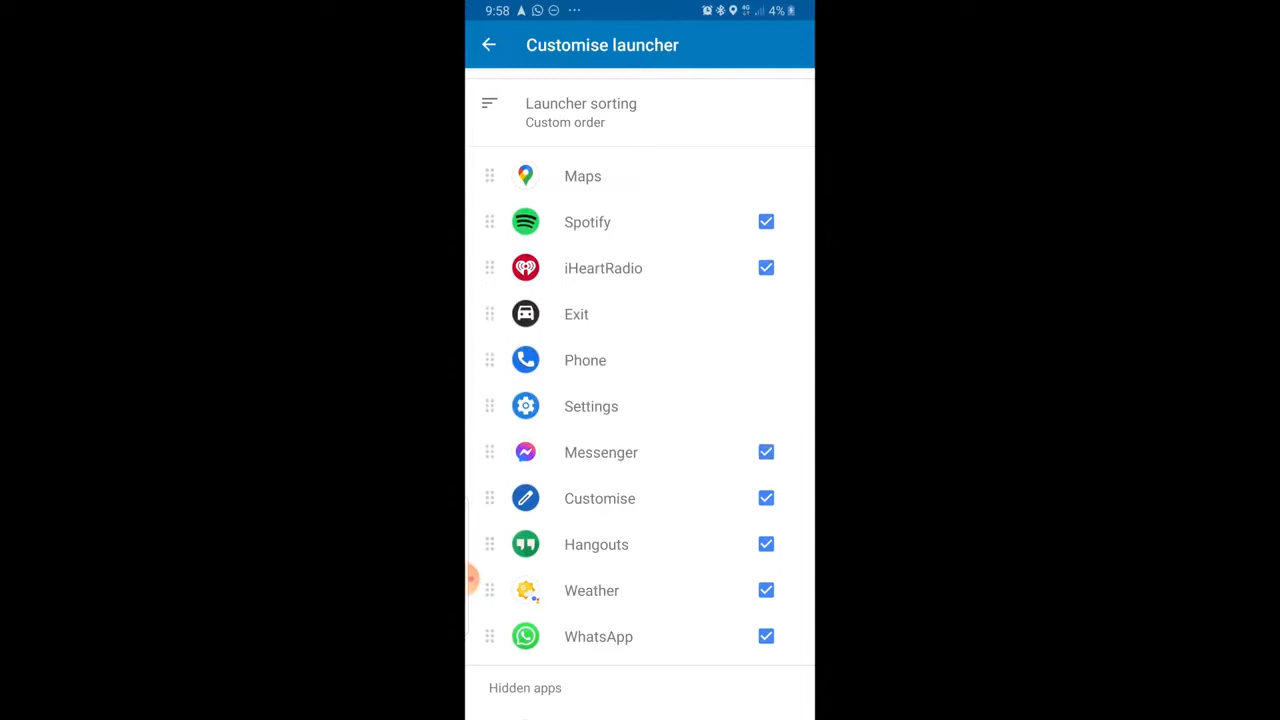 9:58 4G 4%
Customise launcher
Launcher sorting
Custom order
Maps
Spotify
iHeartRadio
Exit
Phone
Settings
Messenger
Customise
Hangouts
Weather
WhatsApp
Hidden apps